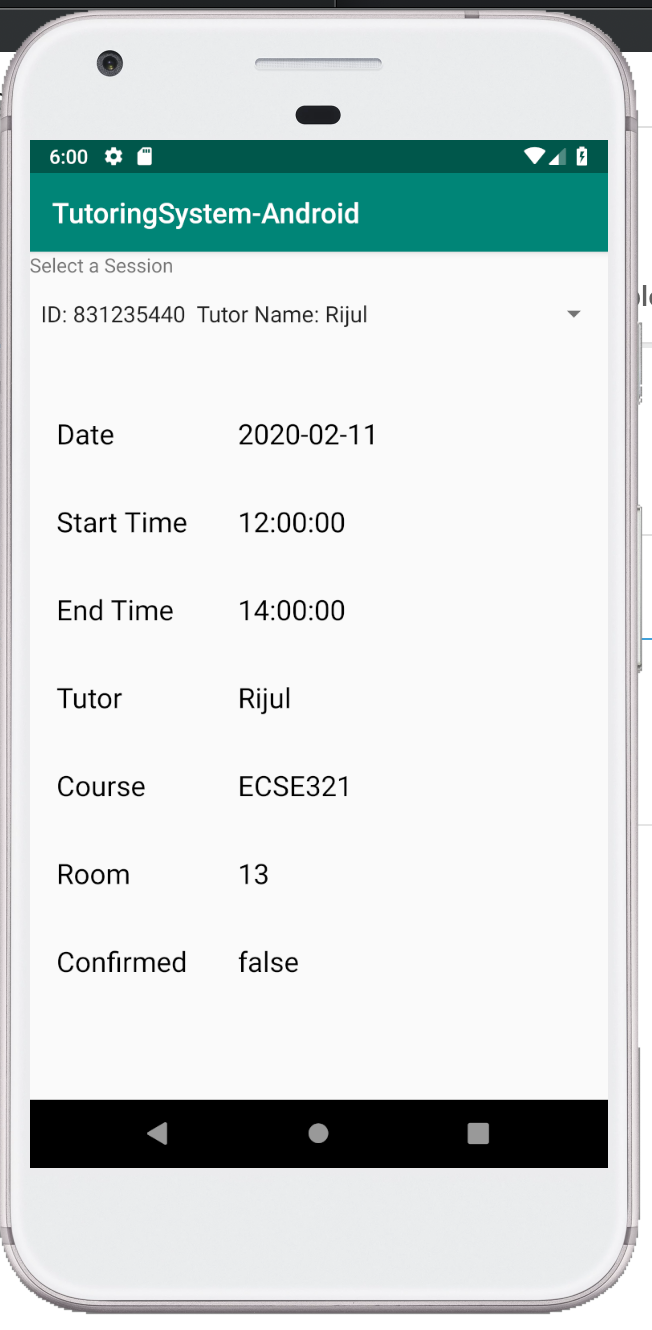 6:00
TutoringSystem-Android
Select a Session
ID: 831235440  Tutor Name: Rijul
Date 2020-02-11
Start Time 12:00:00
End Time 14:00:00
Tutor Rijul
Course ECSE321
Room 13
Confirmed false